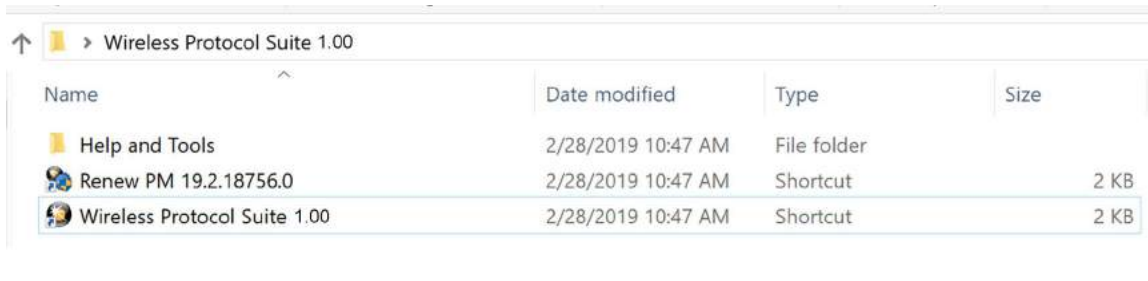 Wireless Protocol Suite 1.00
Name Date modified Type Size
Help and Tools 2/28/2019 10:47 AM File folder
Renew PM 19.2.18756.0 2/28/2019 10:47 AM Shortcut 2 KB
Wireless Protocol Suite 1.00 2/28/2019 10:47 AM Shortcut 2 KB